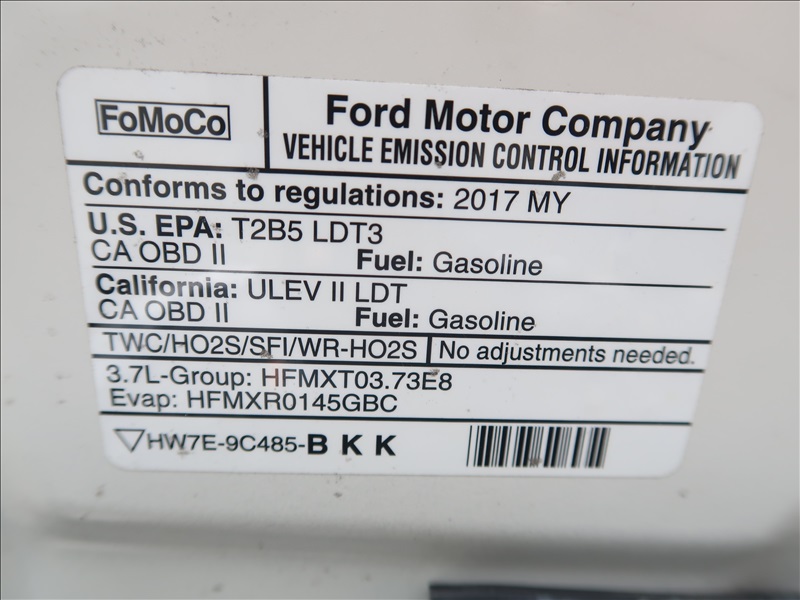 FoMoCo
Ford Motor Company
VEHICLE EMISSION CONTROL INFORMATION
Conforms to regulations: 2017 MY
U.S. EPA: T2B5 LDT3
CA OBD II Fuel: Gasoline
California: ULEV II LDT
CA OBD II Fuel: Gasoline
TWC/HO2S/SFI/WR-HO2S No adjustments needed.
3.7L-Group: HFMXT03.73E8
Evap: HFMXR0145GBC
HW7E-9C485-B K K